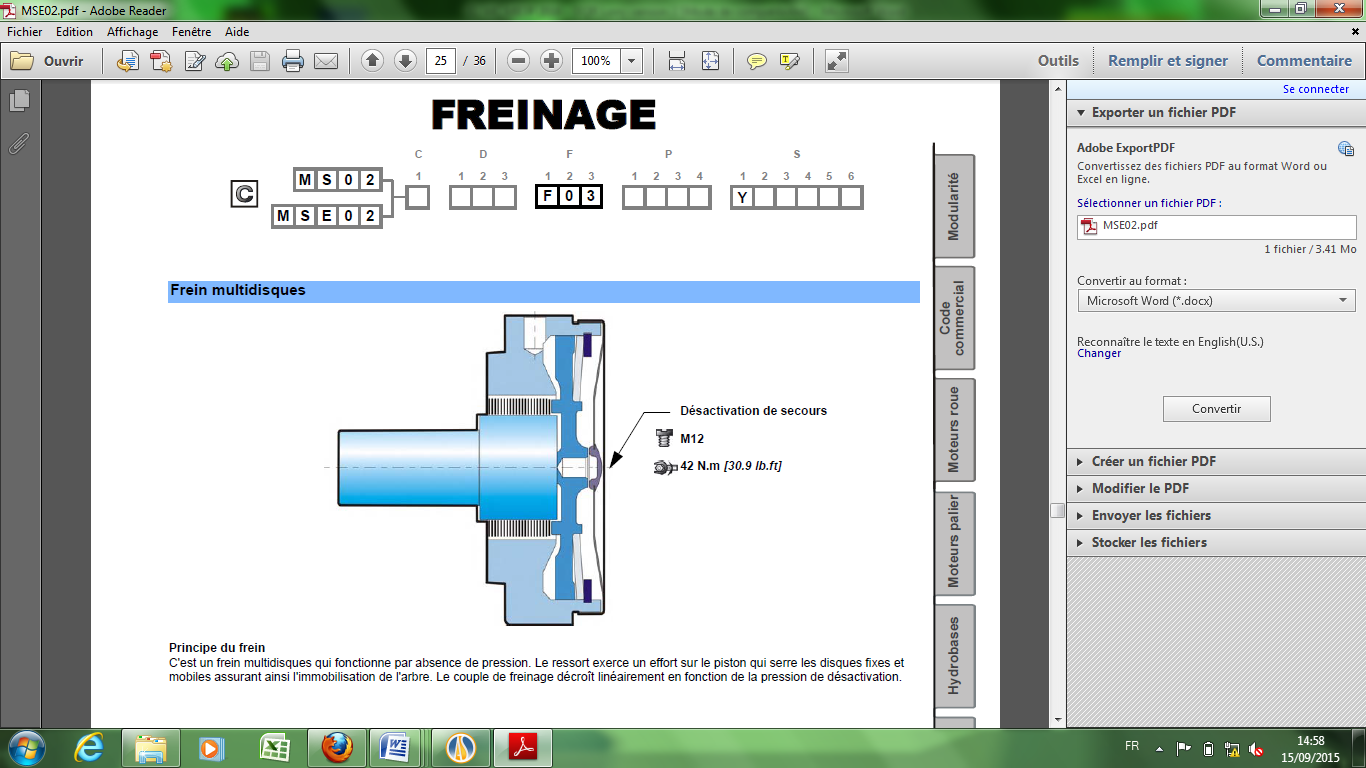 MSE02.pdf - Adobe Reader
Fichier Edition Affichage Fenêtre Aide
Ouvrir 25 / 36 100% Outils Remplir et signer Commentaire
Se connecter
FREINAGE
C D F P S
1 1 2 3 1 2 3 1 2 3 4 1 2 3 4 5 6
C
M S 0 2
M S E 0 2
F 0 3
Y
Frein multidisques
Désactivation de secours
M12
42 N.m [30.9 lb.ft]
Principe du frein
C'est un frein multidisques qui fonctionne par absence de pression. Le ressort exerce un effort sur le piston qui serre les disques fixes et
mobiles assurant ainsi l'immobilisation de l'arbre. Le couple de freinage décroît linéairement en fonction de la pression de désactivation.
Modularité
Code
commercial
Moteurs roue
Moteurs palier
Hydrobases
Exporter un fichier PDF
Adobe ExportPDF
Convertissez des fichiers PDF au format Word ou
Excel en ligne.
Sélectionner un fichier PDF :
MSE02.pdf
1 fichier / 3.41 Mo
Convertir au format :
Microsoft Word (*.docx)
Reconnaître le texte en English(U.S.)
Changer
Convertir
Créer un fichier PDF
Modifier le PDF
Envoyer les fichiers
Stocker les fichiers
FR
14:58
15/09/2015